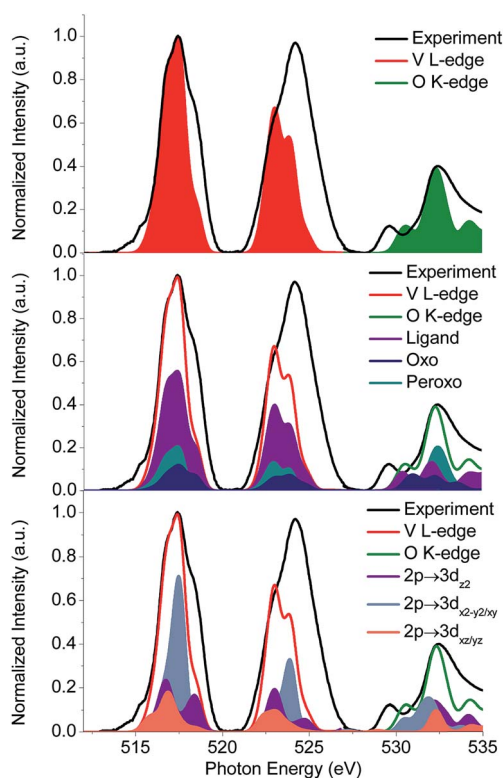 1.0
0.8
0.6
0.4
0.2
0.0
Normalized Intensity (a.u.)
Experiment
V L-edge
O K-edge
1.0
0.8
0.6
0.4
0.2
0.0
Normalized Intensity (a.u.)
Experiment
V L-edge
O K-edge
Ligand
Oxo
Peroxo
1.0
0.8
0.6
0.4
0.2
0.0
Normalized Intensity (a.u.)
Experiment
V L-edge
O K-edge
2p→3d_z2
2p→3d_x2-y2/xy
2p→3d_xz/yz
515 520 525 530 535
Photon Energy (eV)